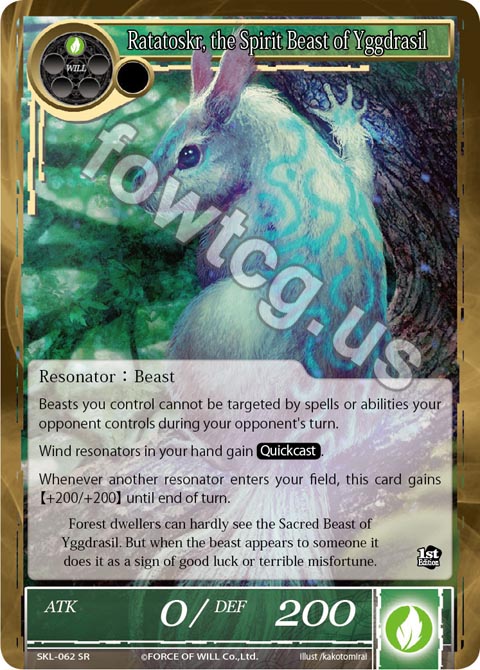 Ratatoskr, the Spirit Beast of Yggdrasil
WILL
fowtcg.us
Resonator : Beast
Beasts you control cannot be targeted by spells or abilities your
opponent controls during your opponent's turn.
Wind resonators in your hand gain Quickcast.
Whenever another resonator enters your field, this card gains
【+200/+200】 until end of turn.
Forest dwellers can hardly see the Sacred Beast of
Yggdrasil. But when the beast appears to someone it
does it as a sign of good luck or terrible misfortune.
1st
Edition
ATK 0/ DEF 200
SKL-062 SR ©FORCE OF WILL Co.,Ltd. Illust/kakotomirai